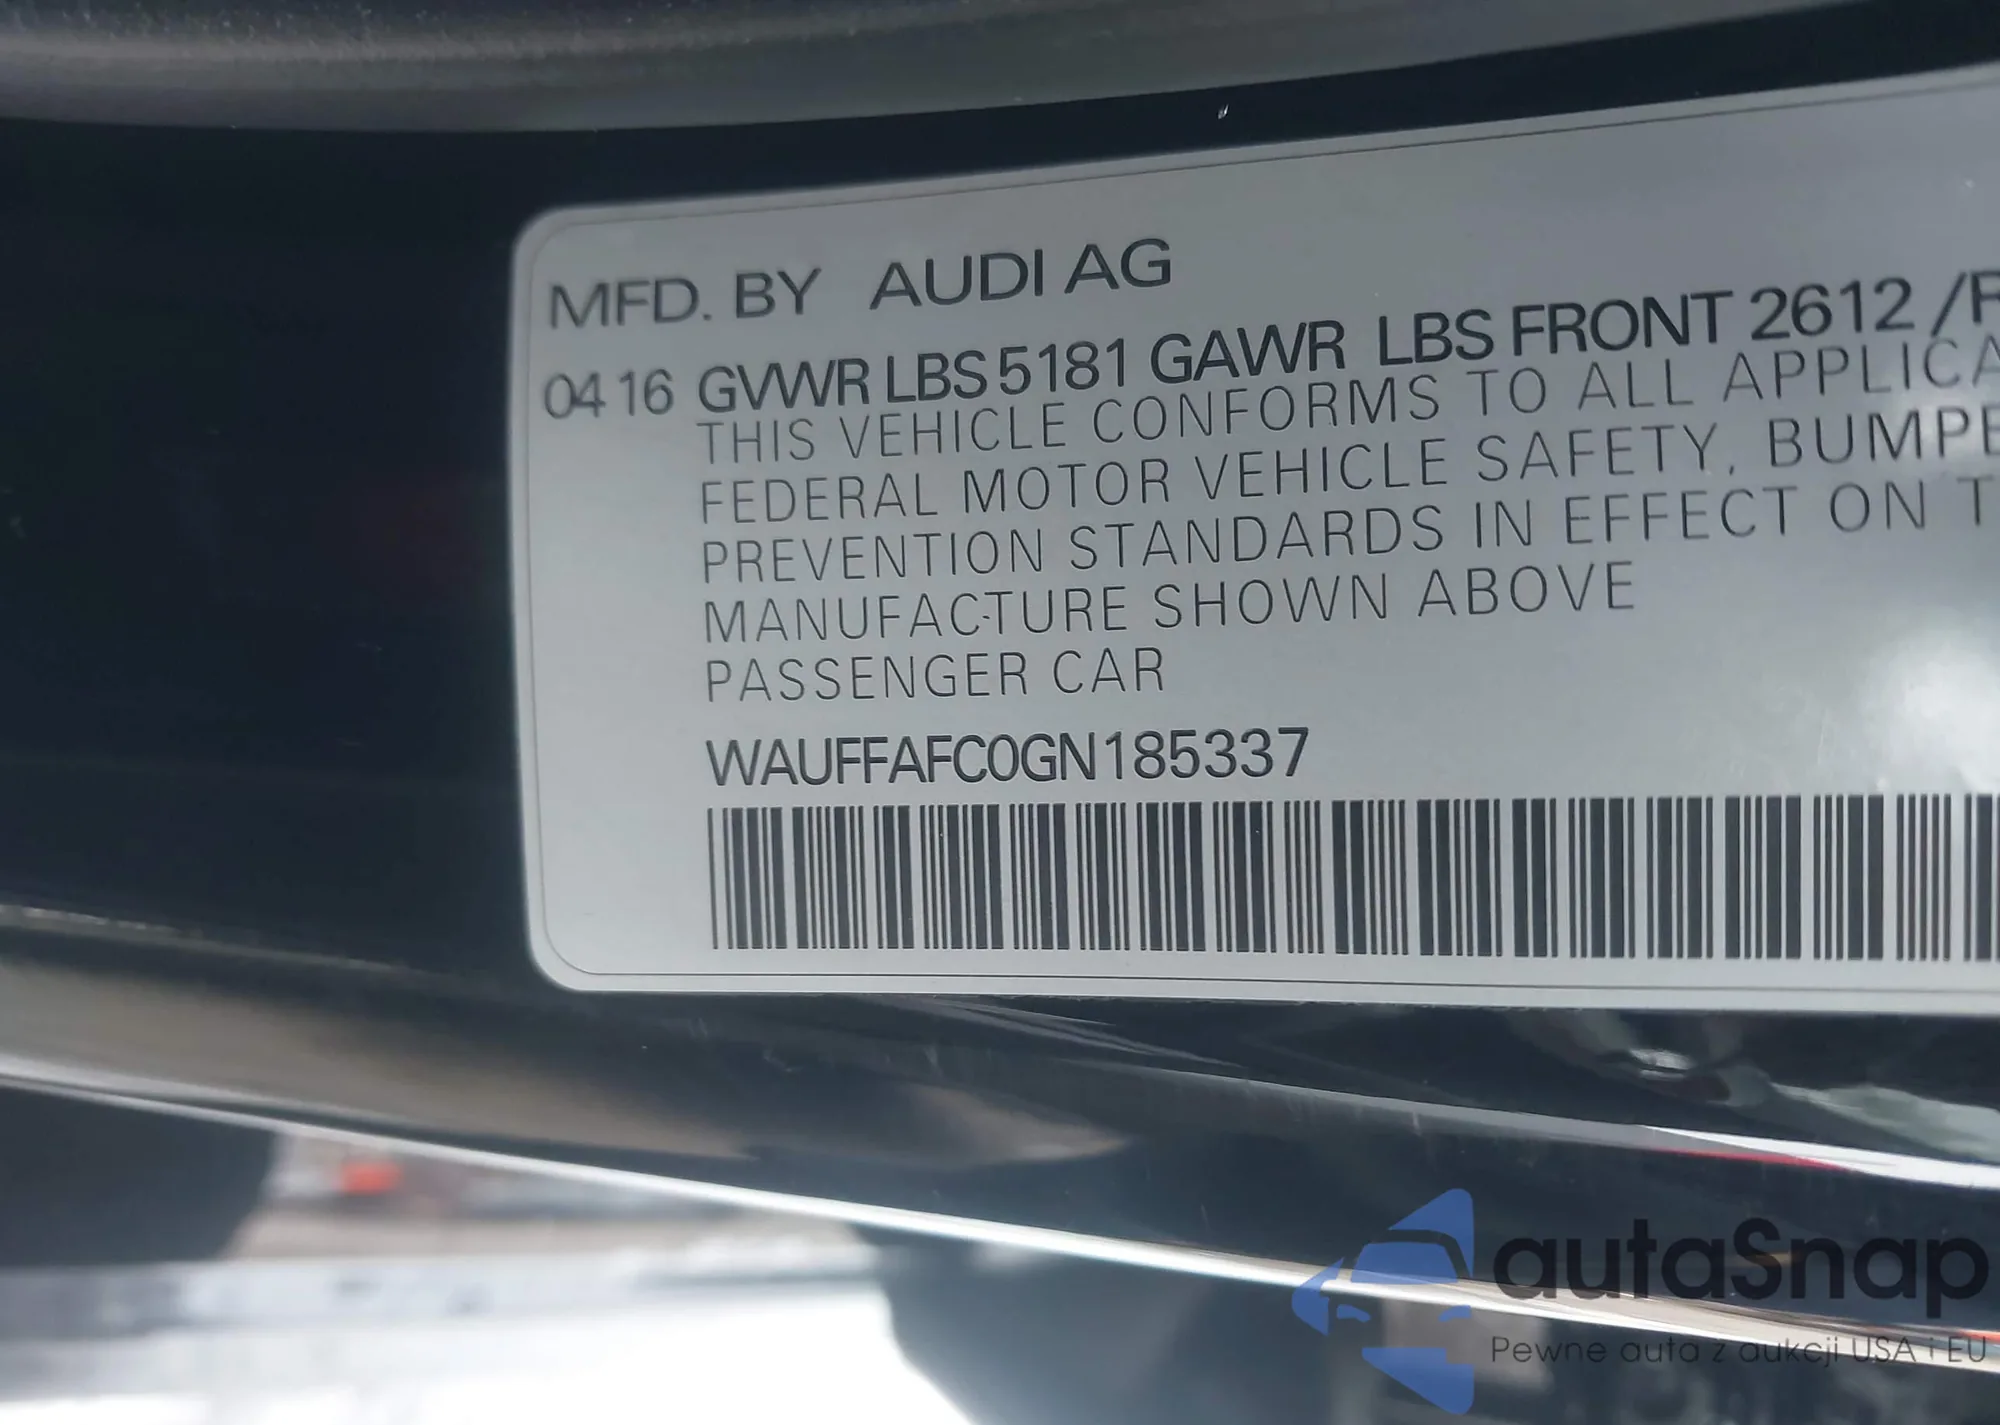 MFD. BY AUDI AG
04 16 GVWR LBS 5181 GAWR LBS FRONT 2612 /R
THIS VEHICLE CONFORMS TO ALL APPLICA
FEDERAL MOTOR VEHICLE SAFETY, BUMPE
PREVENTION STANDARDS IN EFFECT ON T
MANUFACTURE SHOWN ABOVE
PASSENGER CAR
WAUFFAFC0GN185337
autaSnap
Pewne auta z aukcji USA i EU